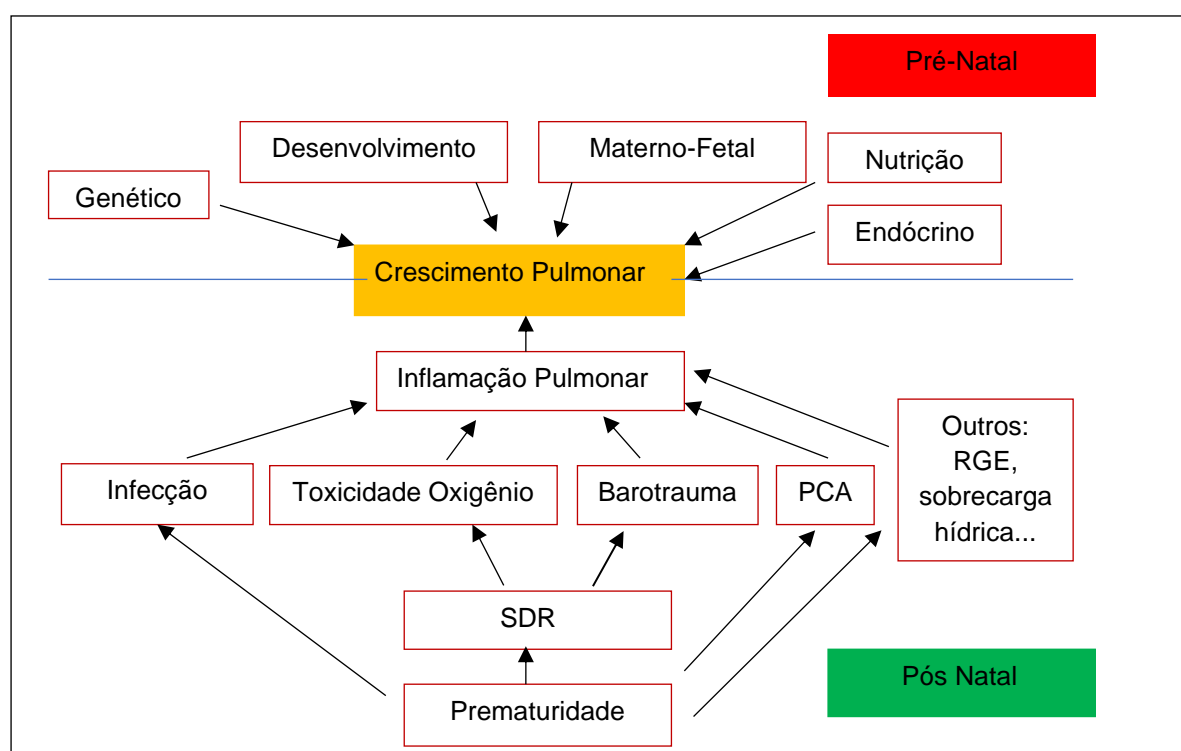 Pré-Natal
Desenvolvimento
Materno-Fetal
Nutrição
Genético
Endócrino
Crescimento Pulmonar
Inflamação Pulmonar
Outros:
RGE,
sobrecarga
hídrica...
Infecção
Toxicidade Oxigênio
Barotrauma
PCA
SDR
Pós Natal
Prematuridade